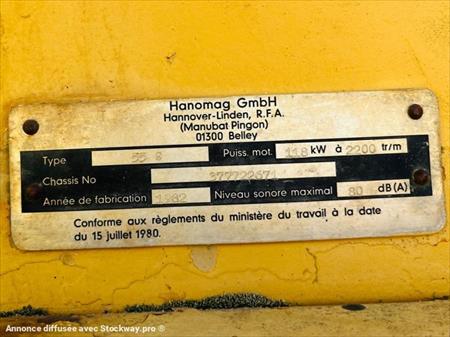 Hanomag GmbH
Hannover-Linden, R.F.A.
(Manubat Pingon)
01300 Belley
Type 55 Puiss. mot. 118 kW à 2200 tr/m
Chassis No 377722671
Année de fabrication 1982 Niveau sonore maximal 80 dB(A)
Conforme aux règlements du ministère du travail à la date
du 15 juillet 1980.
Annonce diffusée avec Stockway.pro ®